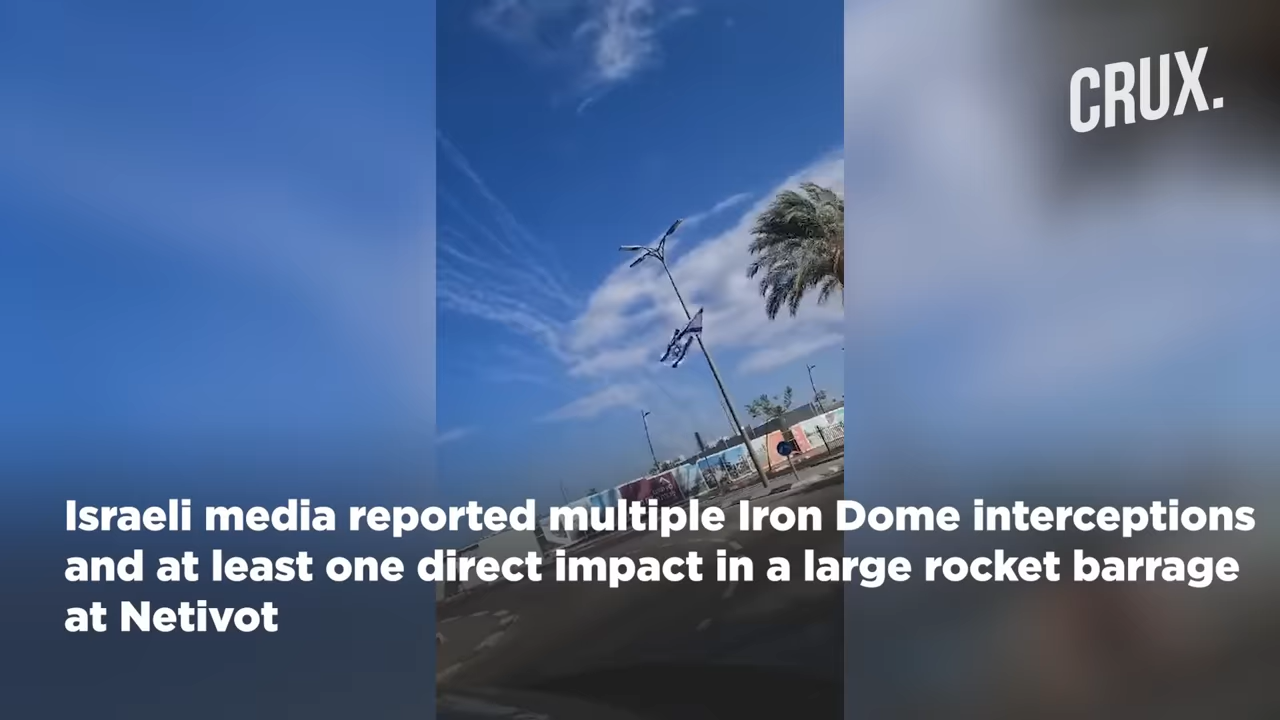 CRUX.
Israeli media reported multiple Iron Dome interceptions
and at least one direct impact in a large rocket barrage
at Netivot